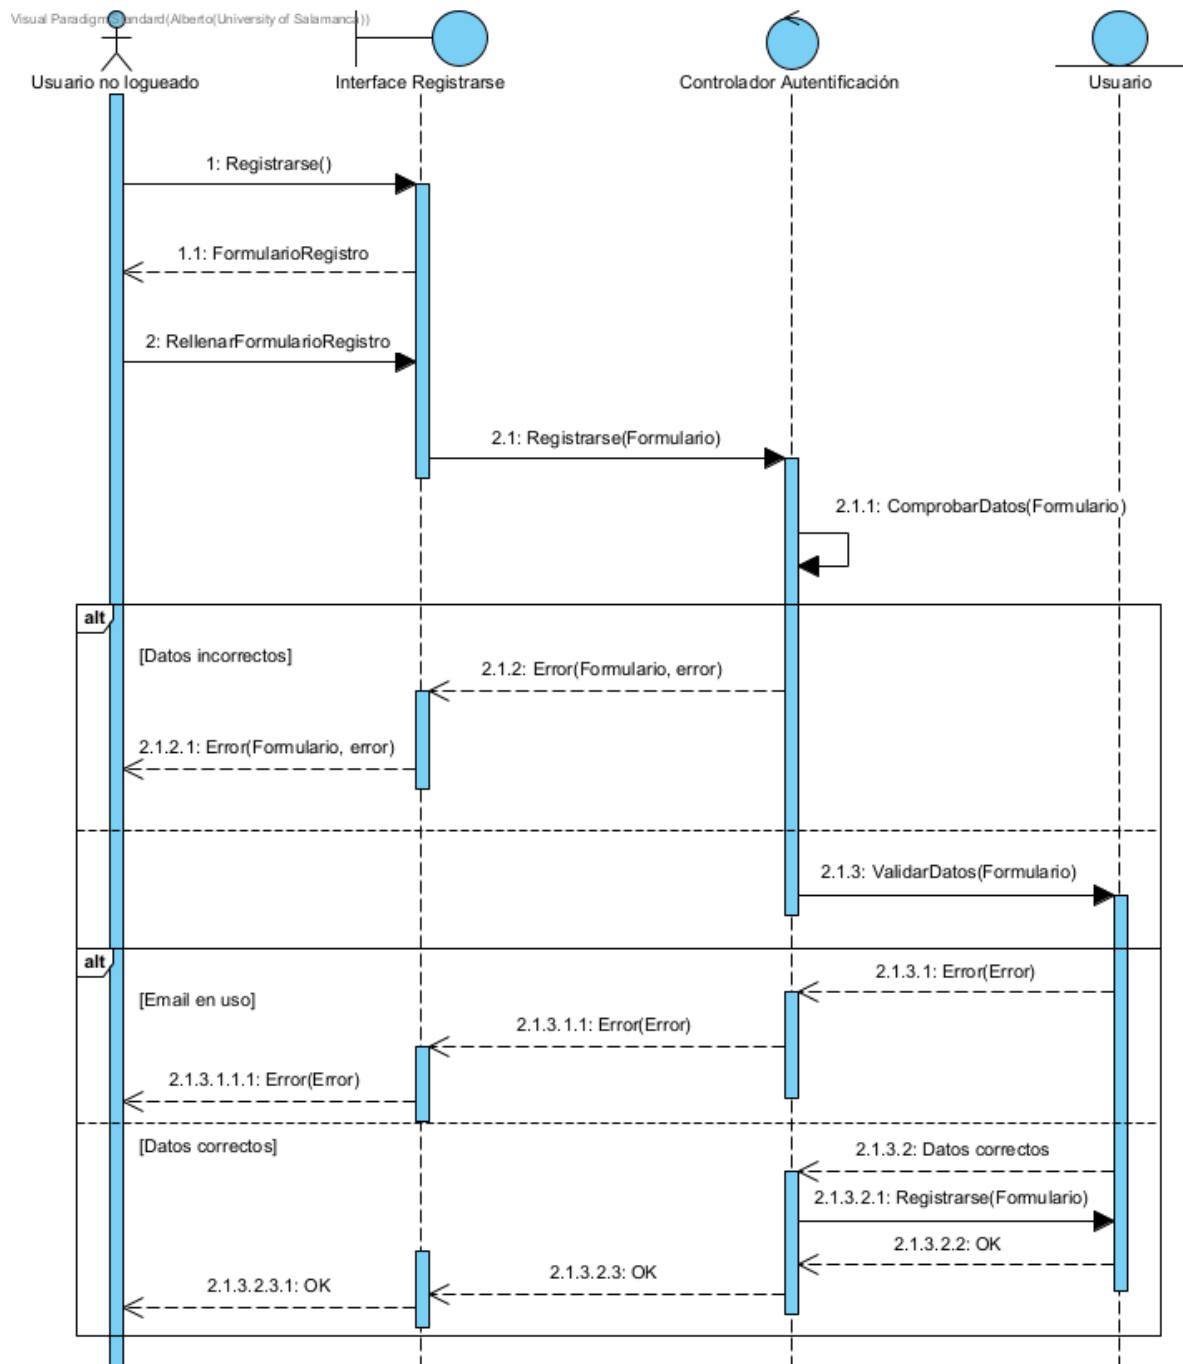 Visual Paradigm Standard(Alberto(University of Salamanca))
Usuario no logueado
Interface Registrarse
Controlador Autentificación
Usuario
1: Registrarse()
1.1: FormularioRegistro
2: RellenarFormularioRegistro
2.1: Registrarse(Formulario)
2.1.1: ComprobarDatos(Formulario)
alt
[Datos incorrectos]
2.1.2: Error(Formulario, error)
2.1.2.1: Error(Formulario, error)
2.1.3: ValidarDatos(Formulario)
alt
2.1.3.1: Error(Error)
[Email en uso]
2.1.3.1.1: Error(Error)
2.1.3.1.1.1: Error(Error)
[Datos correctos]
2.1.3.2: Datos correctos
2.1.3.2.1: Registrarse(Formulario)
2.1.3.2.2: OK
2.1.3.2.3: OK
2.1.3.2.3.1: OK